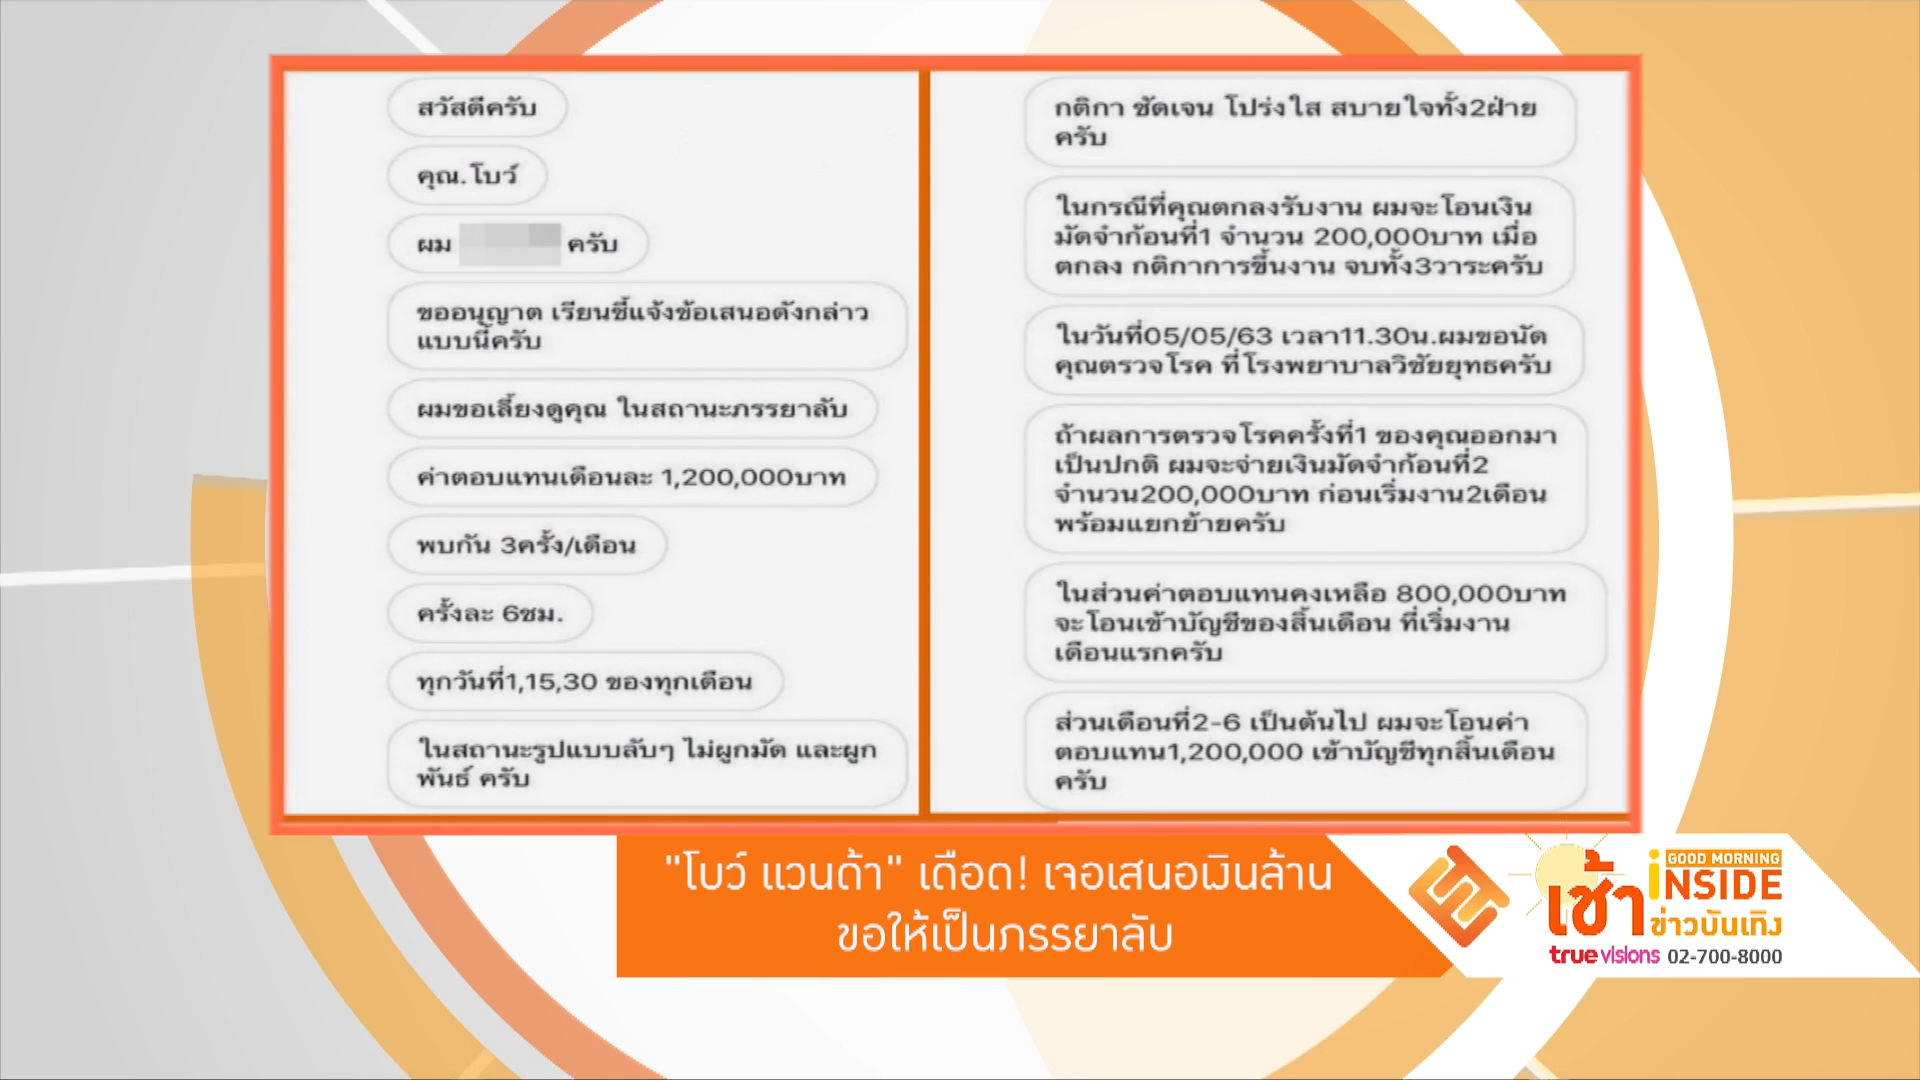 สวัสดีครับ
คุณ.โบว์
ผม
ครับ
ขออนุญาต เรียนชี้แจ้งข้อเสนอดังกล่าว
แบบนี้ครับ
ผมขอเลี้ยงดูคุณ ในสถานะภรรยาลับ
ค่าตอบแทนเดือนละ 1,200,000บาท
พบกัน 3ครั้ง/เดือน
ครั้งละ 6ชม.
ทุกวันที่1,15,30 ของทุกเดือน
ในสถานะรูปแบบลับๆ ไม่ผูกมัด และผูก
พันธ์ ครับ
กติกา ชัดเจน โปร่งใส สบายใจทั้ง2ฝ่าย
ครับ
ในกรณีที่คุณตกลงรับงาน ผมจะโอนเงิน
มัดจำก้อนที่1 จำนวน 200,000บาท เมื่อ
ตกลง กติกาการขึ้นงาน จบทั้ง3วาระครับ
ในวันที่05/05/63 เวลา11.30น.ผมขอนัด
คุณตรวจโรค ที่โรงพยาบาลวิชัยยุทธครับ
ถ้าผลการตรวจโรคครั้งที่1 ของคุณออกมา
เป็นปกติ ผมจะจ่ายเงินมัดจำก้อนที่2
จำนวน200,000บาท ก่อนเริ่มงาน2เดือน
พร้อมแยกย้ายครับ
ในส่วนค่าตอบแทนคงเหลือ 800,000บาท
จะโอนเข้าบัญชีของสิ้นเดือน ที่เริ่มงาน
เดือนแรกครับ
ส่วนเดือนที่2-6 เป็นต้นไป ผมจะโอนค่า
ตอบแทน1,200,000 เข้าบัญชีทุกสิ้นเดือน
ครับ
"โบว์ แวนด้า" เดือด! เจอเสนอเงินล้าน
ขอให้เป็นภรรยาลับ
GOOD MORNING
เช้า iNSIDE
ข่าวบันเทิง
truevisions 02-700-8000